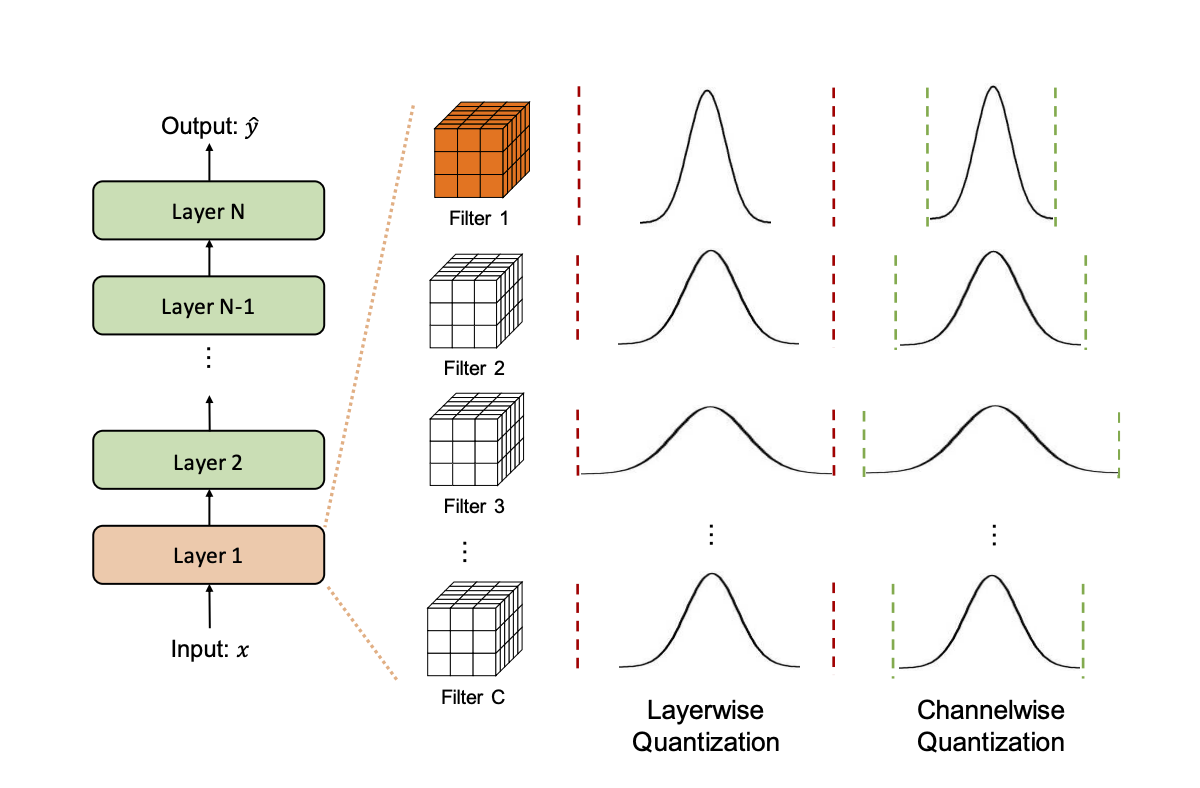 Output: ŷ
Layer N
Layer N-1
⋮
Layer 2
Layer 1
Input: x
Filter 1
Filter 2
Filter 3
⋮
Filter C
⋮
⋮
Layerwise
Quantization
Channelwise
Quantization